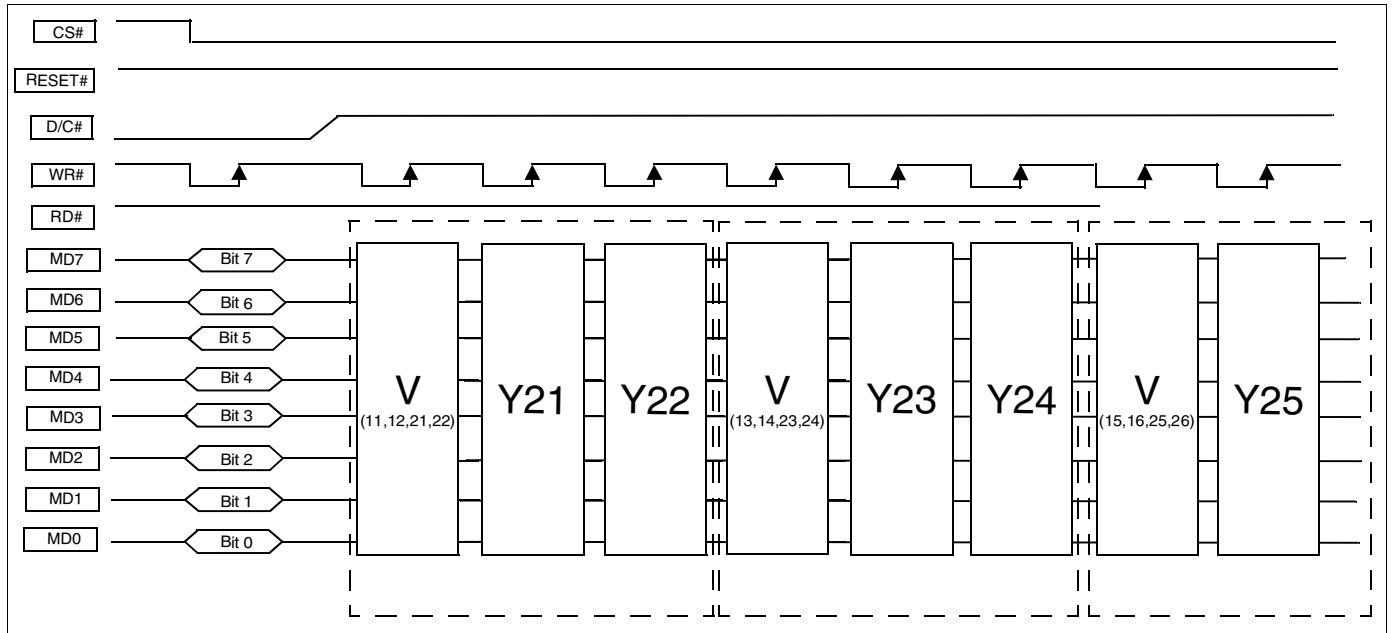 CS#
RESET#
D/C#
WR#
RD#
MD7 Bit 7
MD6 Bit 6
MD5 Bit 5
MD4 Bit 4
MD3 Bit 3
MD2 Bit 2
MD1 Bit 1
MD0 Bit 0
V
(11,12,21,22)
Y21
Y22
V
(13,14,23,24)
Y23
Y24
V
(15,16,25,26)
Y25